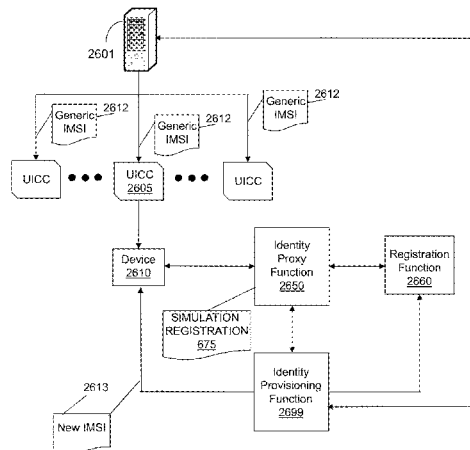 2601
Generic
IMSI
2612
Generic
IMSI
2612
Generic
IMSI
2612
UICC
UICC
2605
UICC
Device
2610
Identity
Proxy
Function
2650
Registration
Function
2660
SIMULATION
REGISTRATION
675
Identity
Provisioning
Function
2699
2613
New IMSI